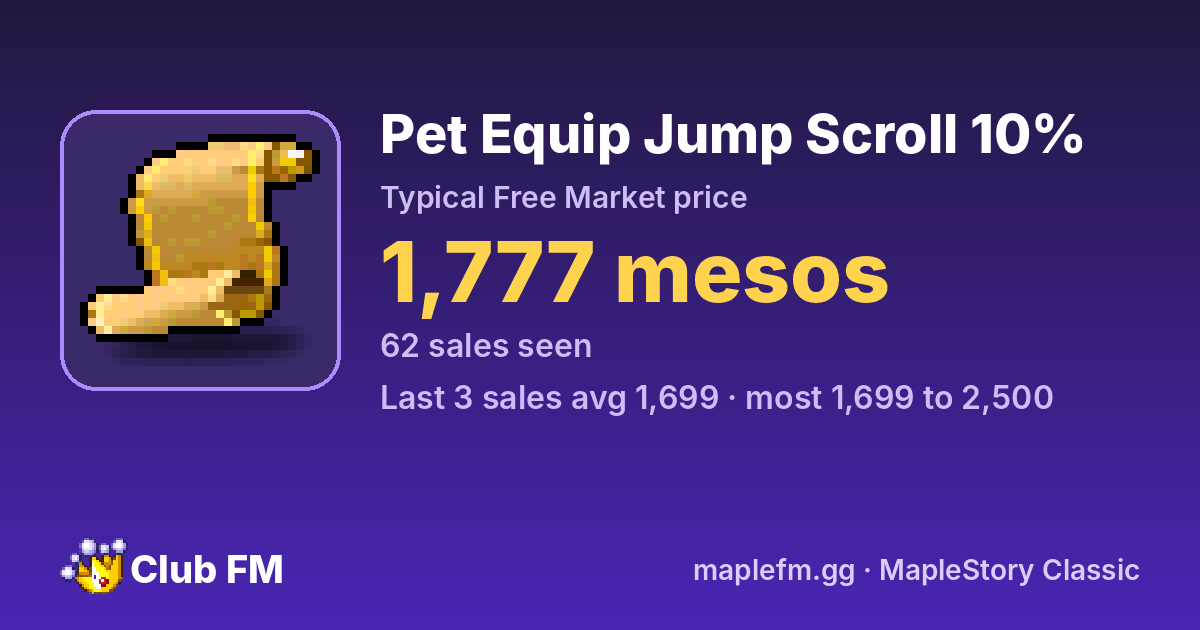 Pet Equip Jump Scroll 10%
Typical Free Market price
1,777 mesos
62 sales seen
Last 3 sales avg 1,699 · most 1,699 to 2,500
Club FM
maplefm.gg · MapleStory Classic